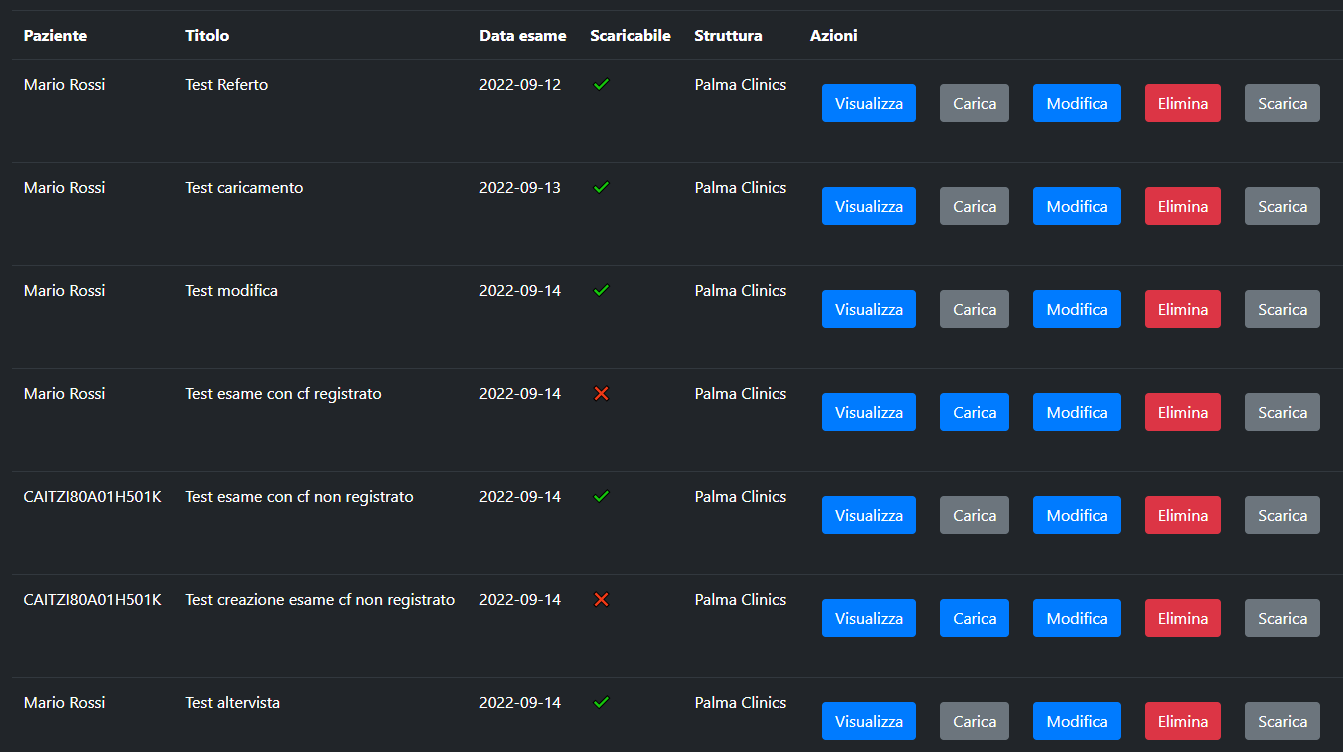 Paziente Titolo Data esame Scaricabile Struttura Azioni
Mario Rossi Test Referto 2022-09-12 Palma Clinics Visualizza Carica Modifica Elimina Scarica
Mario Rossi Test caricamento 2022-09-13 Palma Clinics Visualizza Carica Modifica Elimina Scarica
Mario Rossi Test modifica 2022-09-14 Palma Clinics Visualizza Carica Modifica Elimina Scarica
Mario Rossi Test esame con cf registrato 2022-09-14 Palma Clinics Visualizza Carica Modifica Elimina Scarica
CAITZI80A01H501K Test esame con cf non registrato 2022-09-14 Palma Clinics Visualizza Carica Modifica Elimina Scarica
CAITZI80A01H501K Test creazione esame cf non registrato 2022-09-14 Palma Clinics Visualizza Carica Modifica Elimina Scarica
Mario Rossi Test altervista 2022-09-14 Palma Clinics Visualizza Carica Modifica Elimina Scarica